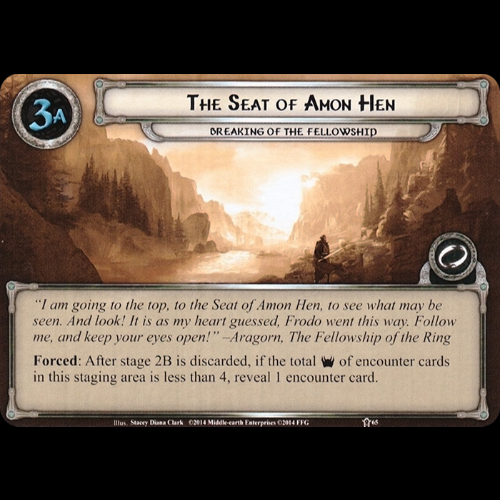 3A
THE SEAT OF AMON HEN
BREAKING OF THE FELLOWSHIP
“I am going to the top, to the Seat of Amon Hen, to see what may be
seen. And look! It is as my heart guessed, Frodo went this way. Follow
me, and keep your eyes open!” –Aragorn, The Fellowship of the Ring
Forced: After stage 2B is discarded, if the total of encounter cards
in this staging area is less than 4, reveal 1 encounter card.
Illus. Stacey Diana Clark ©2014 Middle-earth Enterprises ©2014 FFG
65